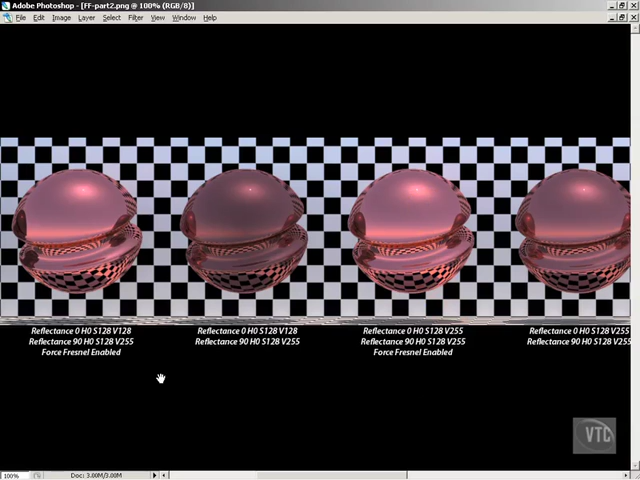 Adobe Photoshop - [FF-part2.png @ 100% (RGB/8)]
File Edit Image Layer Select Filter View Window Help
Reflectance 0 H0 S128 V128
Reflectance 90 H0 S128 V255
Force Fresnel Enabled
Reflectance 0 H0 S128 V128
Reflectance 90 H0 S128 V255
Reflectance 0 H0 S128 V255
Reflectance 90 H0 S128 V255
Force Fresnel Enabled
Reflectance 0 H0 S128 V255
Reflectance 90 H0 S128 V255
VTC
100% Doc: 3.00M/3.00M